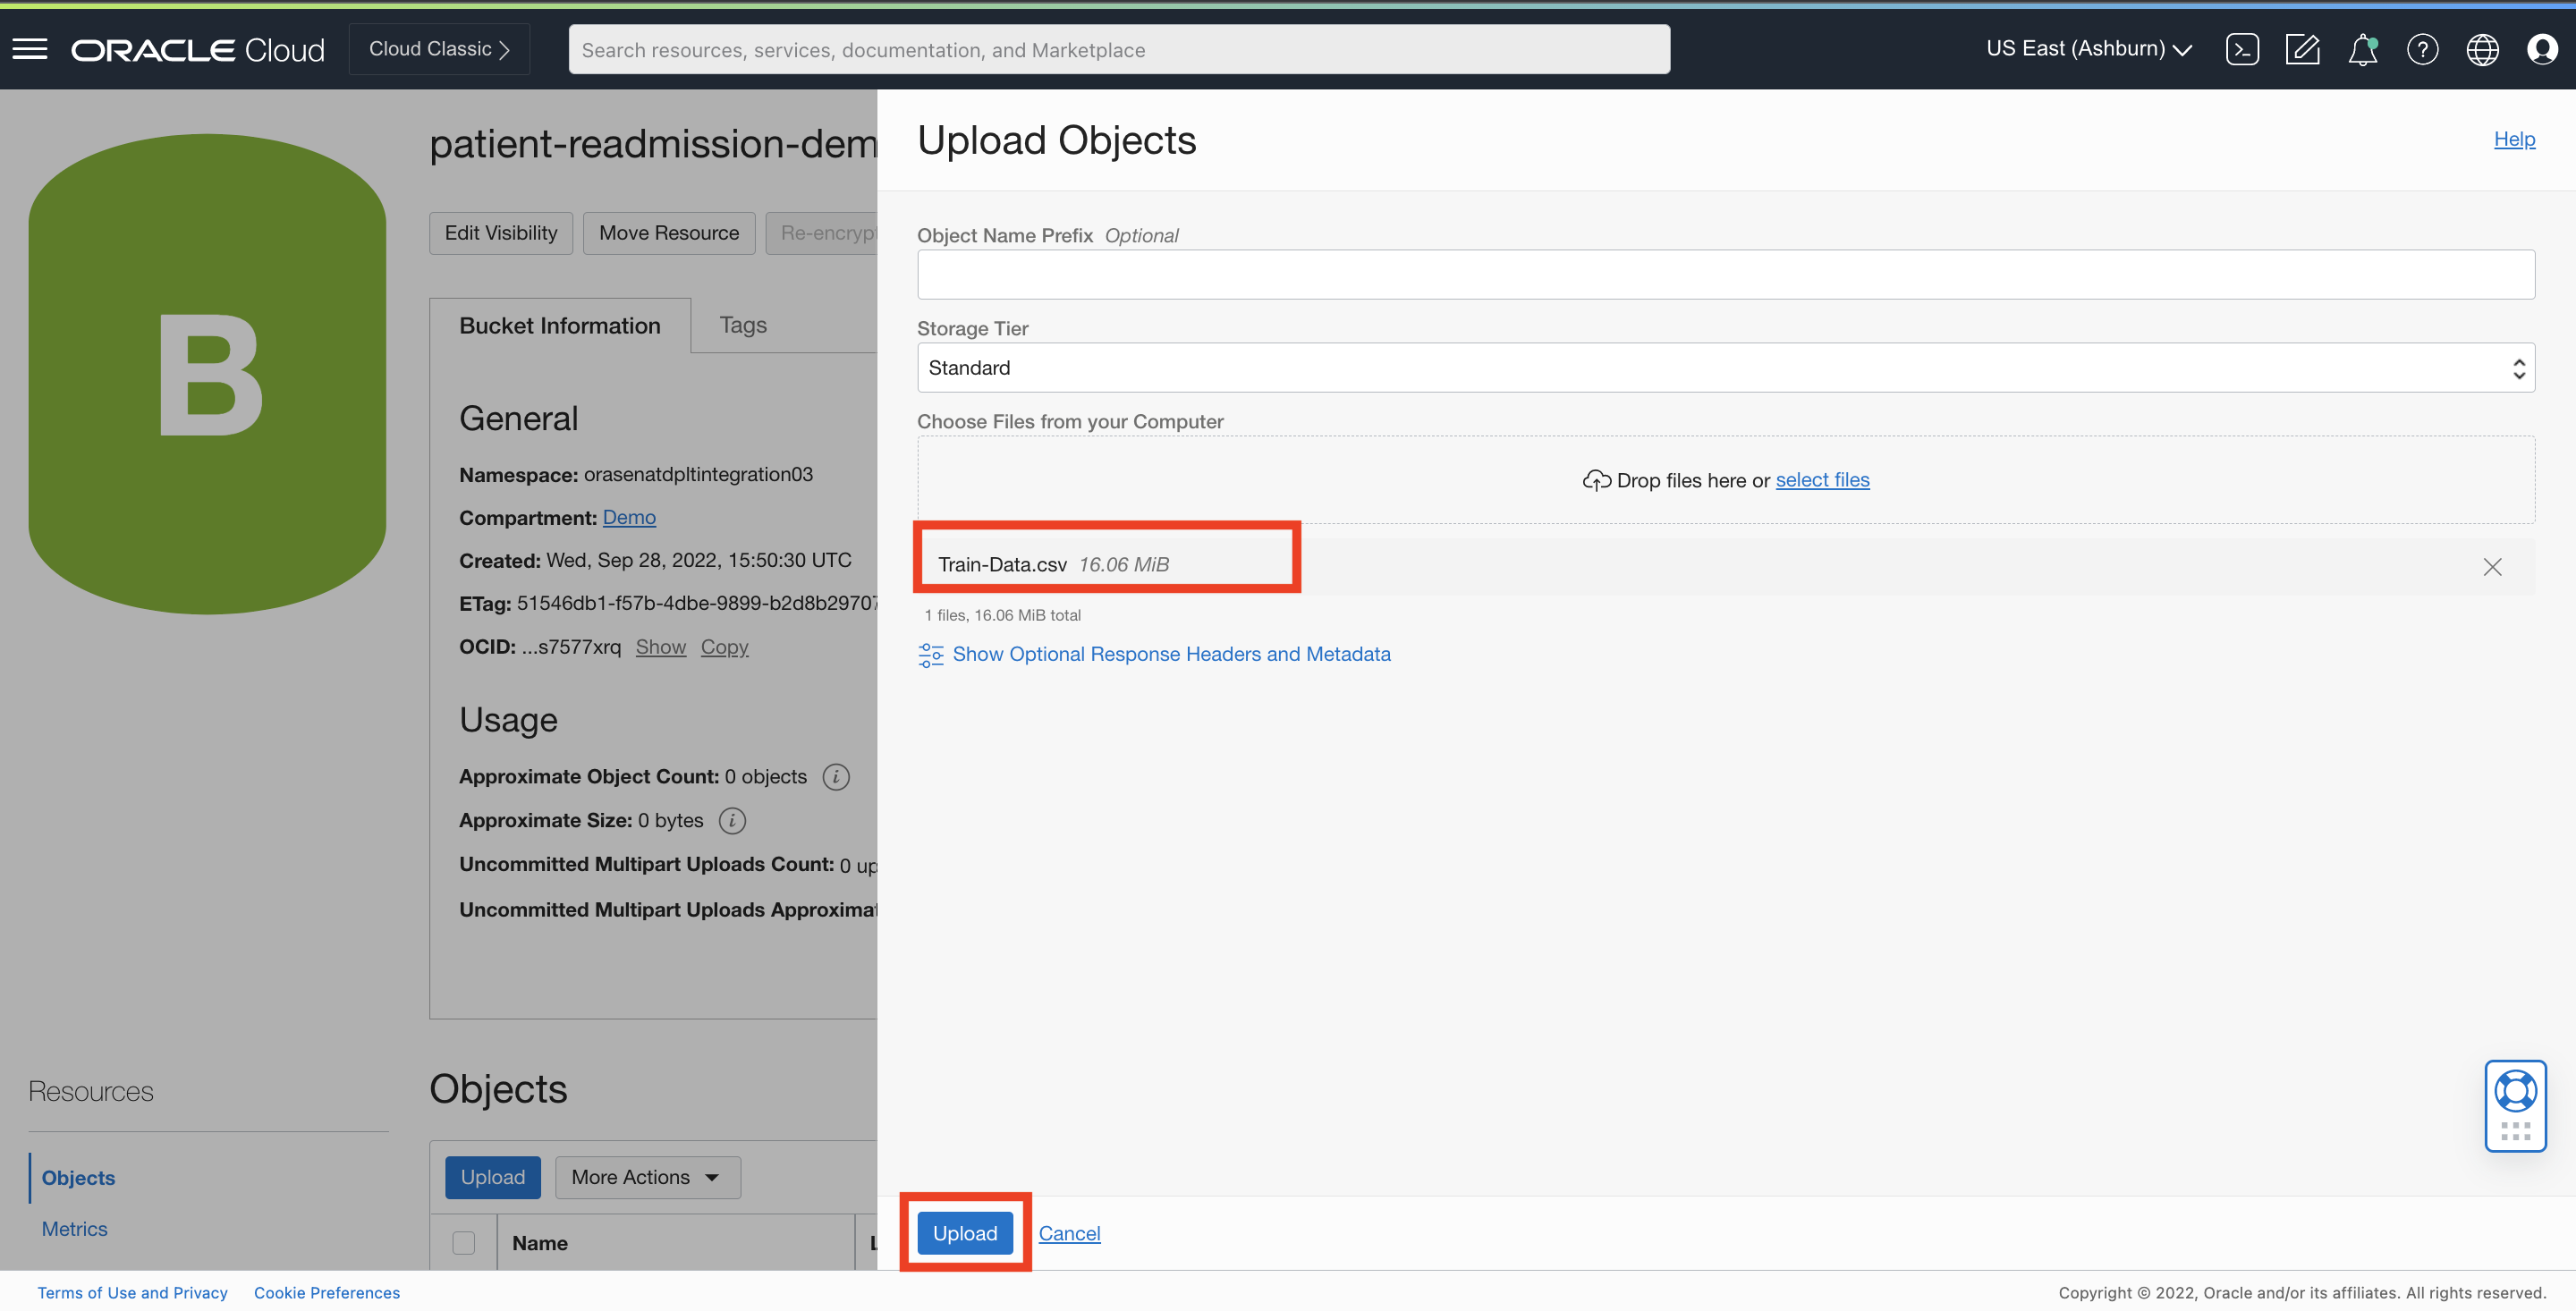 ORACLE Cloud
Cloud Classic
Search resources, services, documentation, and Marketplace
US East (Ashburn)
B
patient-readmission-dem
Edit Visibility
Move Resource
Re-encryp
Bucket Information
Tags
General
Namespace: orasenatdpltintegration03
Compartment: Demo
Created: Wed, Sep 28, 2022, 15:50:30 UTC
ETag: 51546db1-f57b-4dbe-9899-b2d8b29707
OCID: ...s7577xrq Show Copy
Usage
Approximate Object Count: 0 objects
Approximate Size: 0 bytes
Uncommitted Multipart Uploads Count: 0 up
Uncommitted Multipart Uploads Approximat
Resources
Objects
Metrics
Objects
Upload
More Actions
Name
Upload Objects
Help
Object Name Prefix Optional
Storage Tier
Standard
Choose Files from your Computer
Drop files here or select files
Train-Data.csv 16.06 MiB
1 files, 16.06 MiB total
Show Optional Response Headers and Metadata
Upload
Cancel
Terms of Use and Privacy
Cookie Preferences
Copyright © 2022, Oracle and/or its affiliates. All rights reserved.